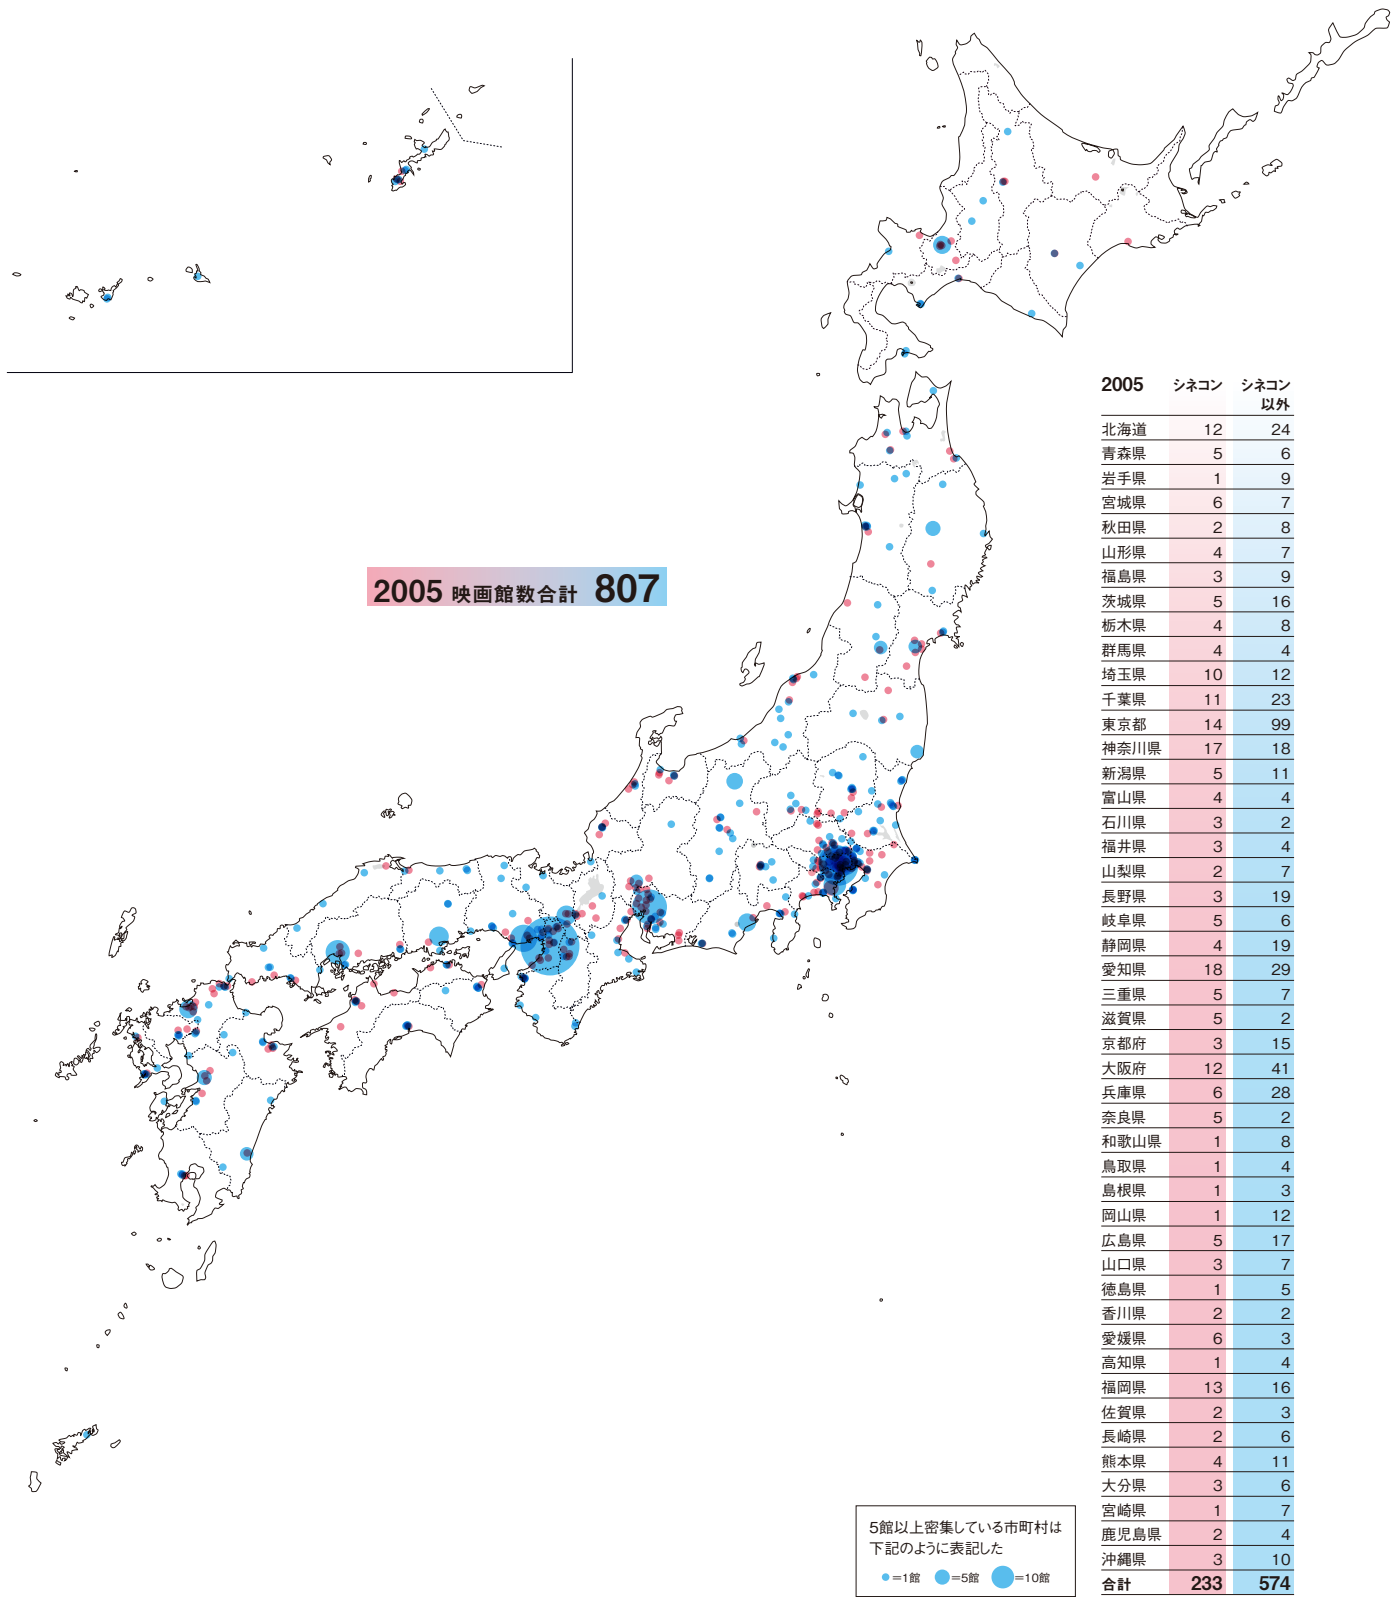 2005 シネコン シネコン
以外
北海道 12 24
青森県 5 6
岩手県 1 9
宮城県 6 7
秋田県 2 8
山形県 4 7
福島県 3 9
茨城県 5 16
栃木県 4 8
群馬県 4 4
埼玉県 10 12
千葉県 11 23
東京都 14 99
神奈川県 17 18
新潟県 5 11
富山県 4 4
石川県 3 2
福井県 3 4
山梨県 2 7
長野県 3 19
岐阜県 5 6
静岡県 4 19
愛知県 18 29
三重県 5 7
滋賀県 5 2
京都府 3 15
大阪府 12 41
兵庫県 6 28
奈良県 5 2
和歌山県 1 8
鳥取県 1 4
島根県 1 3
岡山県 1 12
広島県 5 17
山口県 3 7
徳島県 1 5
香川県 2 2
愛媛県 6 3
高知県 1 4
福岡県 13 16
佐賀県 2 3
長崎県 2 6
熊本県 4 11
大分県 3 6
宮崎県 1 7
鹿児島県 2 4
沖縄県 3 10
合計 233 574
2005 映画館数合計 807
5館以上密集している市町村は
下記のように表記した
=1館 =5館 =10館